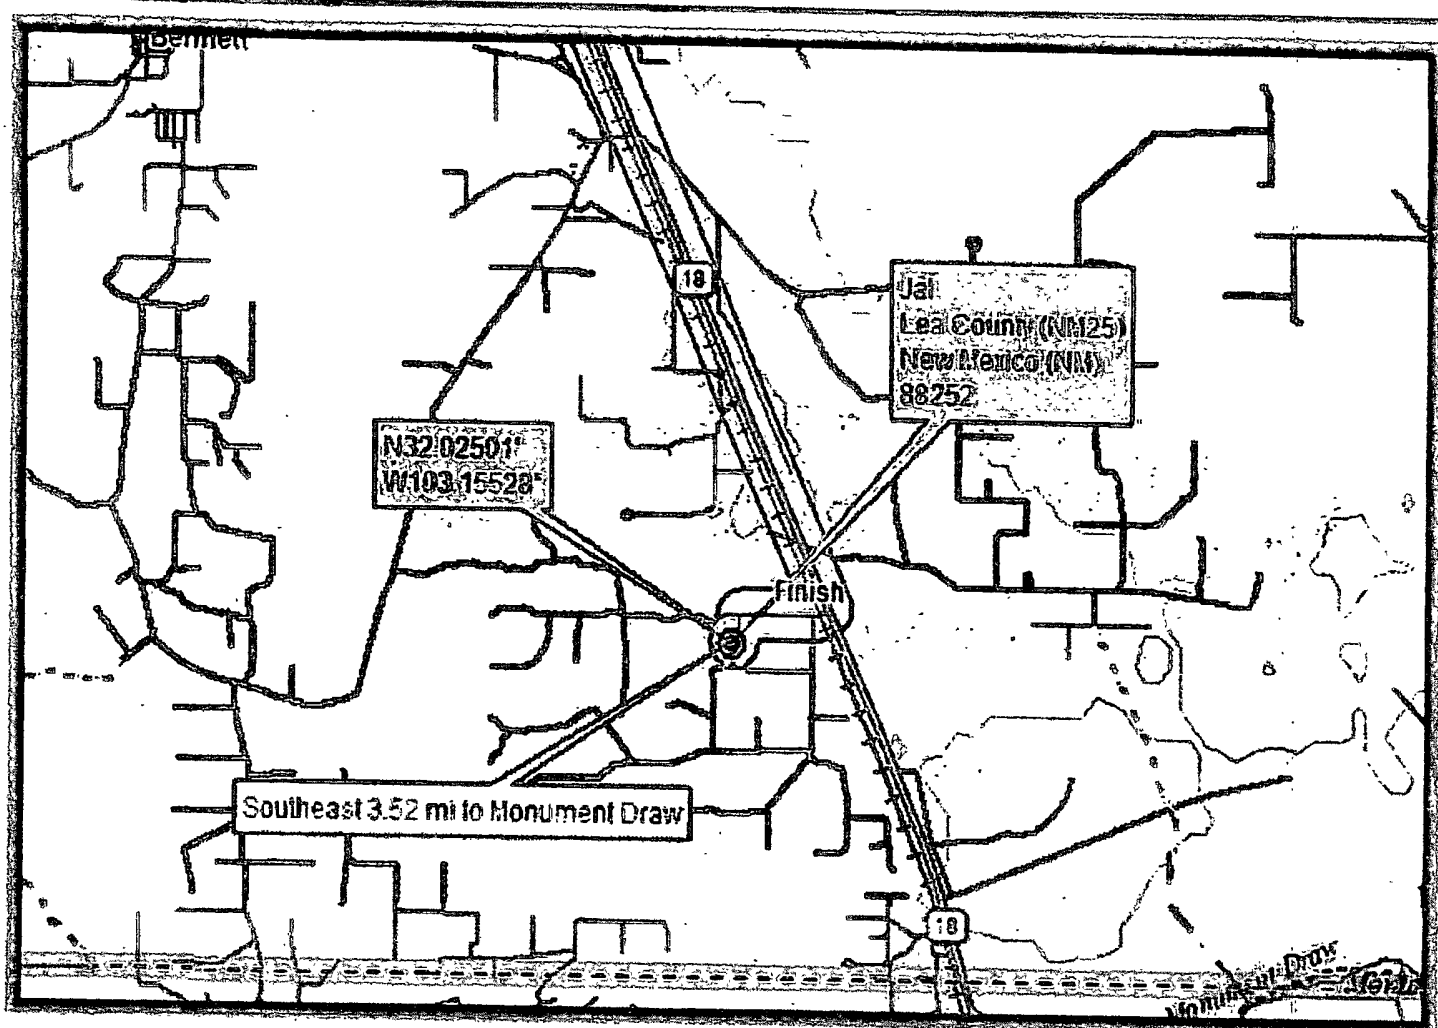 Bennett
18
Jal
Lea County (NM25)
New Mexico (NM)
88252
N32.02501°
W103.15528°
Finish
Southeast 3.52 mi to Monument Draw
18
Monument Draw